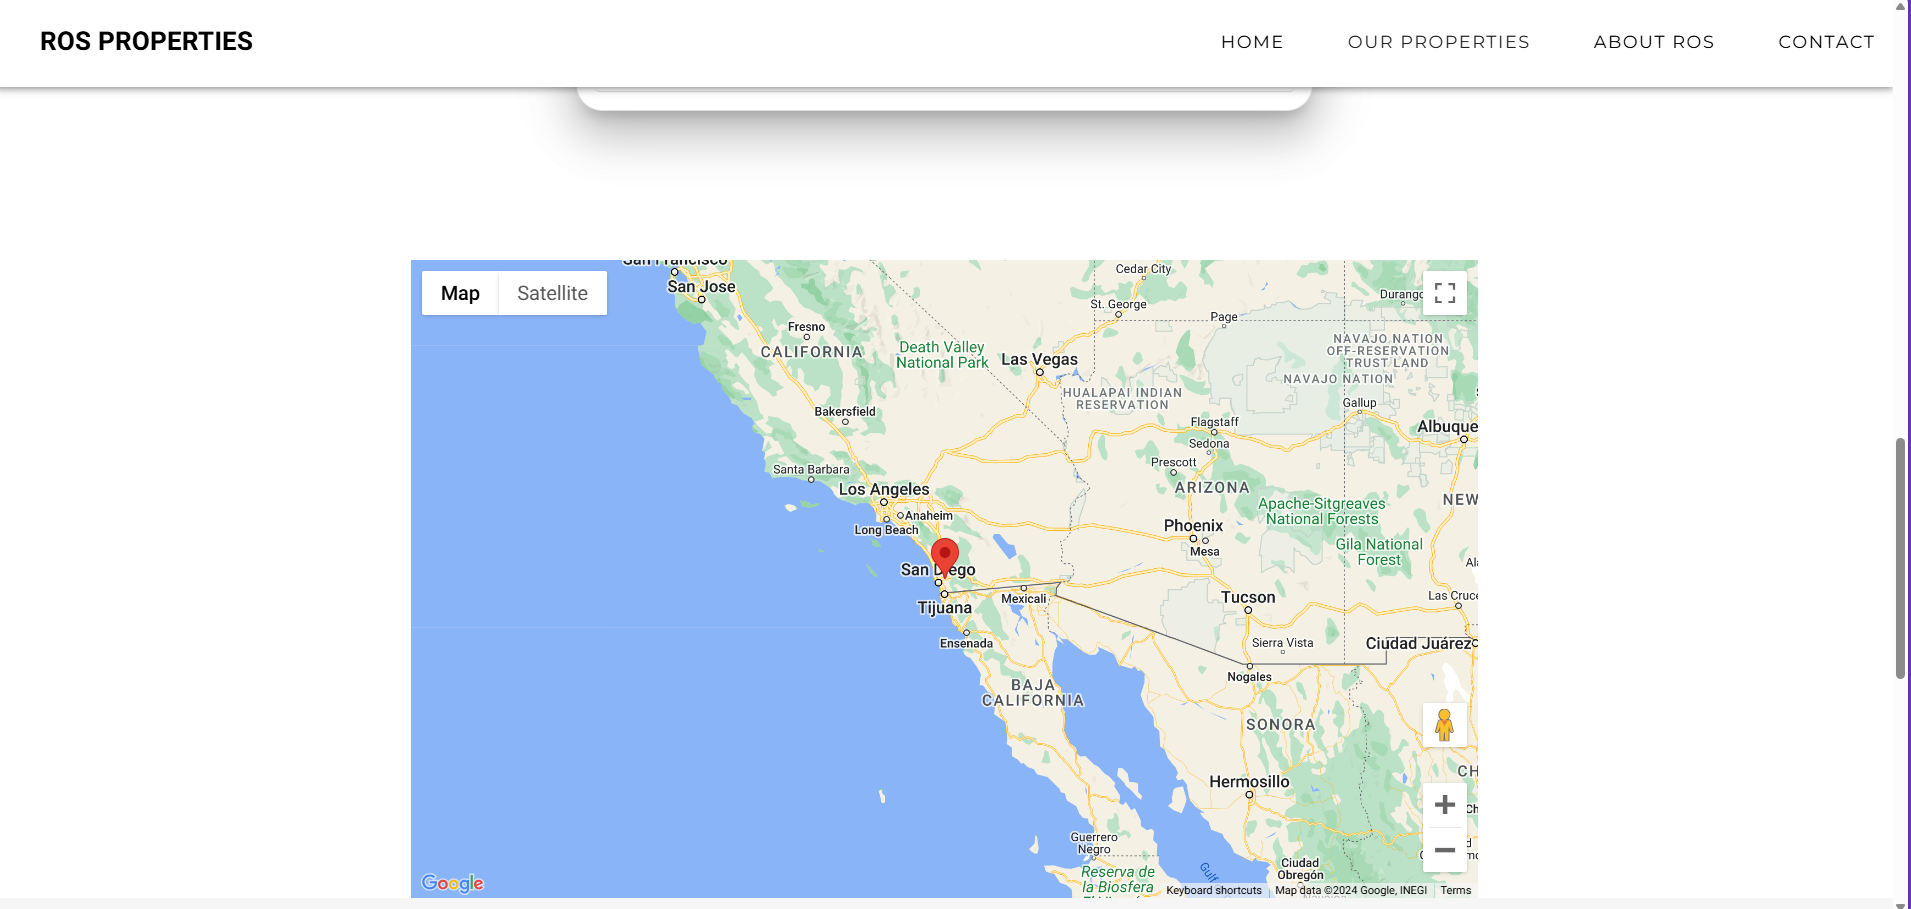 ROS PROPERTIES
HOME
OUR PROPERTIES
ABOUT ROS
CONTACT
Map
Satellite
San Francisco
San Jose
Cedar City
Durango
St. George
Page
Fresno
CALIFORNIA
Death Valley
National Park
Las Vegas
NAVAJO NATION
OFF-RESERVATION
TRUST LAND
NAVAJO NATION
HUALAPAI INDIAN
RESERVATION
Gallup
Bakersfield
Flagstaff
Albuque
Sedona
Prescott
Santa Barbara
Los Angeles
ARIZONA
NEW
Anaheim
Long Beach
Apache-Sitgreaves
National Forests
Phoenix
Mesa
Gila National
Forest
San Diego
Tijuana
Mexicali
Tucson
Las Cruce
Ensenada
Sierra Vista
Ciudad Juárez
Nogales
BAJA
CALIFORNIA
SONORA
Hermosillo
CH
Ch
Guerrero
Negro
Reserva de
la Biosfera
Gulf
Ciudad
Obregón
Google
Keyboard shortcuts
Map data ©2024 Google, INEGI
Terms